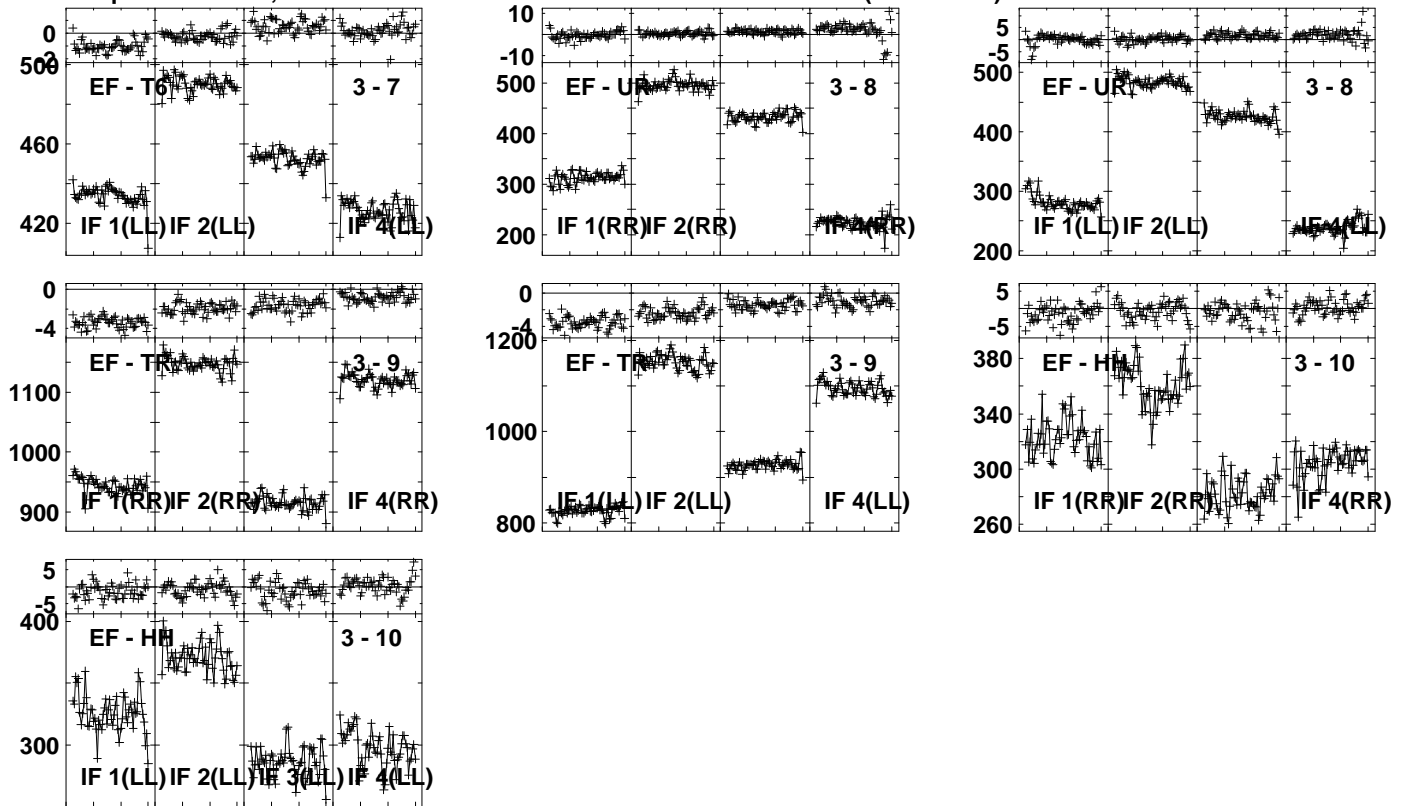 0
-2
500
460
420
EF - T6
3 - 7
IF 1(LL) IF 2(LL) IF 4(LL)
10
0
-10
500
400
300
200
EF - UR
3 - 8
IF 1(RR) IF 2(RR) IF 4(RR)
5
-5
500
400
300
200
EF - UR
3 - 8
IF 1(LL) IF 2(LL) IF 4(LL)
0
-4
1100
1000
900
EF - TR
3 - 9
IF 1(RR) IF 2(RR) IF 4(RR)
0
-4
1200
1000
800
EF - TR
3 - 9
IF 1(LL) IF 2(LL) IF 4(LL)
5
-5
380
340
300
260
EF - HH
3 - 10
IF 1(RR) IF 2(RR) IF 4(RR)
5
-5
400
300
EF - HH
3 - 10
IF 1(LL) IF 2(LL) IF 3(LL) IF 4(LL)